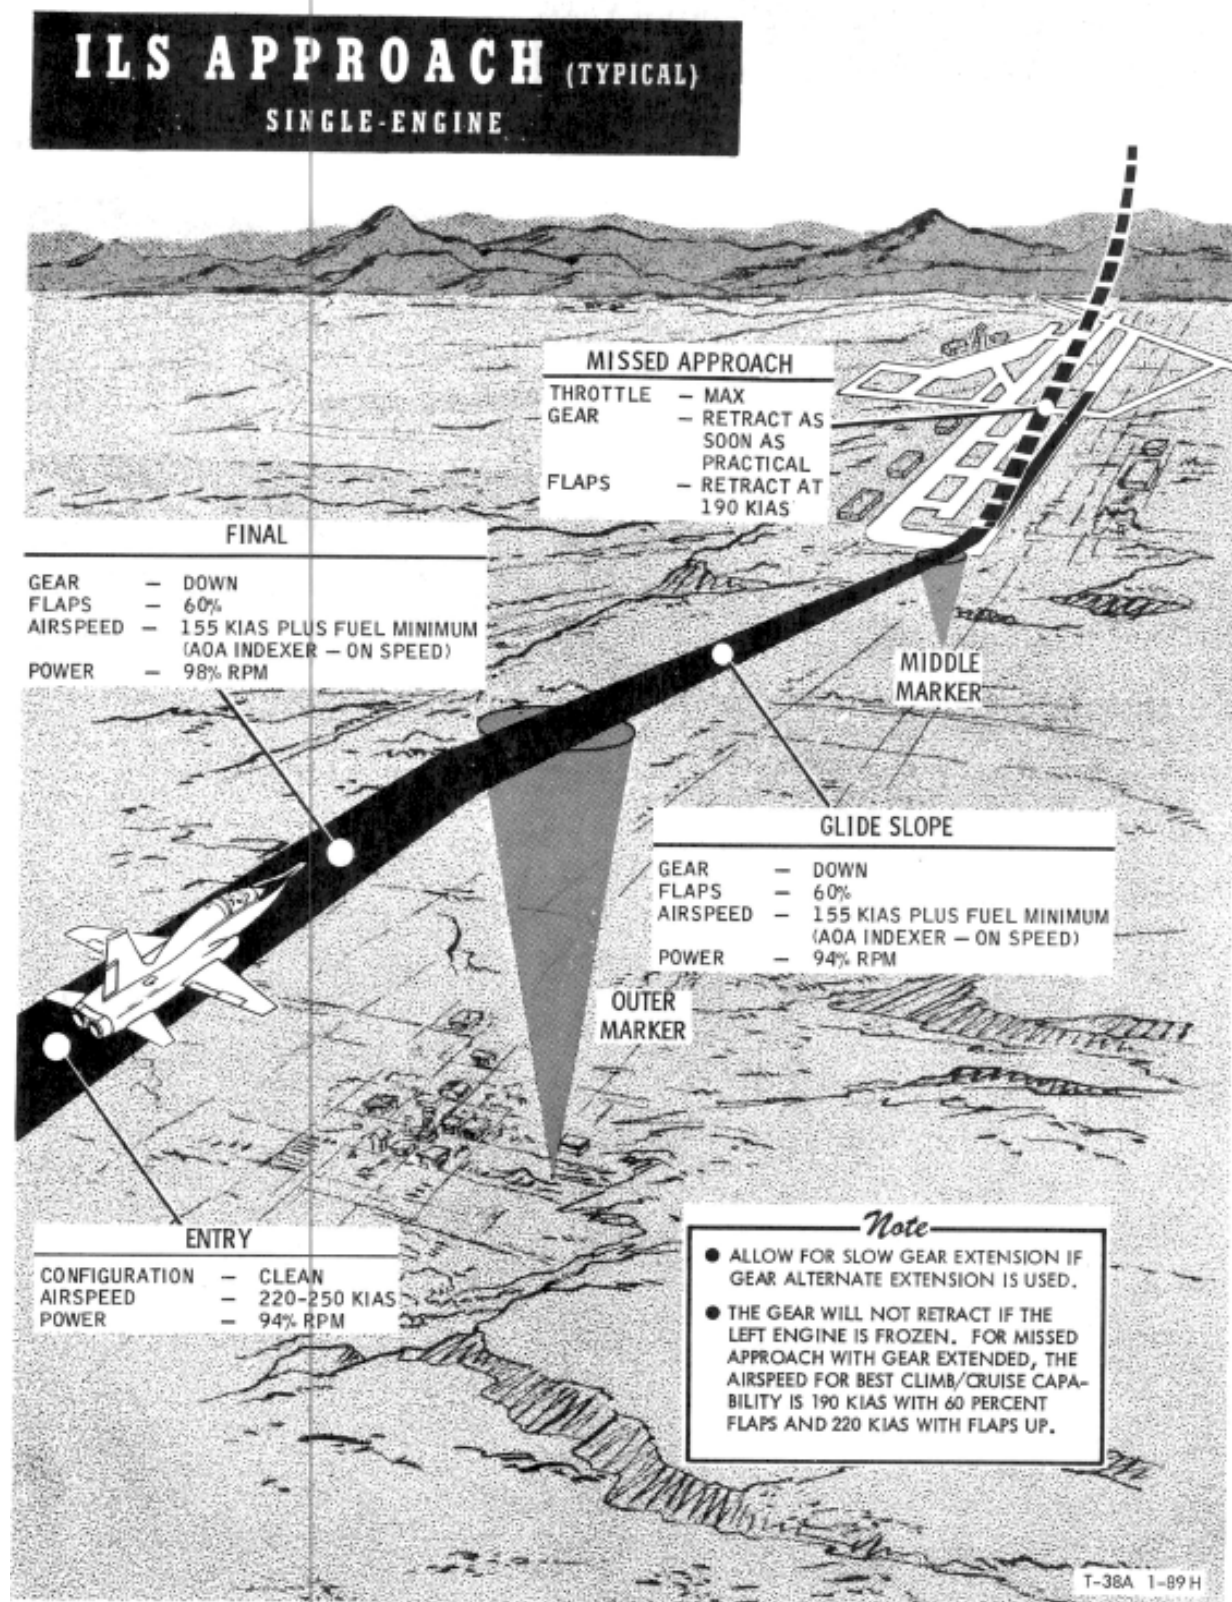 ILS APPROACH (TYPICAL)
SINGLE-ENGINE
MISSED APPROACH
THROTTLE — MAX
GEAR — RETRACT AS
SOON AS
PRACTICAL
FLAPS — RETRACT AT
190 KIAS
FINAL
GEAR — DOWN
FLAPS — 60%
AIRSPEED — 155 KIAS PLUS FUEL MINIMUM
(AOA INDEXER — ON SPEED)
POWER — 98% RPM
MIDDLE
MARKER
GLIDE SLOPE
GEAR — DOWN
FLAPS — 60%
AIRSPEED — 155 KIAS PLUS FUEL MINIMUM
(AOA INDEXER — ON SPEED)
POWER — 94% RPM
OUTER
MARKER
ENTRY
CONFIGURATION — CLEAN
AIRSPEED — 220-250 KIAS
POWER — 94% RPM
Note
● ALLOW FOR SLOW GEAR EXTENSION IF
GEAR ALTERNATE EXTENSION IS USED.
● THE GEAR WILL NOT RETRACT IF THE
LEFT ENGINE IS FROZEN. FOR MISSED
APPROACH WITH GEAR EXTENDED, THE
AIRSPEED FOR BEST CLIMB/CRUISE CAPA-
BILITY IS 190 KIAS WITH 60 PERCENT
FLAPS AND 220 KIAS WITH FLAPS UP.
T-38A 1-89H